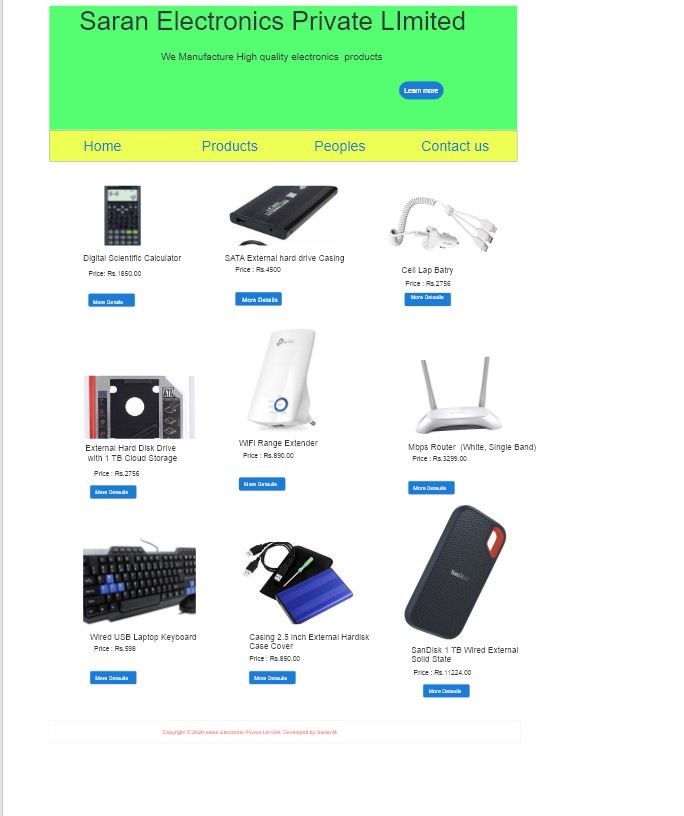 Saran Electronics Private LImited
We Manufacture High quality electronics products
Learn more
Home Products Peoples Contact us
Digital Scientific Calculator
Price: Rs.1850.00
More Details
SATA External hard drive Casing
Price : Rs.4500
More Details
Cell Lap Batry
Price : Rs.2756
More Details
External Hard Disk Drive
with 1 TB Cloud Storage
Price : Rs.2756
More Details
WiFI Range Extender
Price : Rs.890.00
More Details
Mbps Router (White, Single Band)
Price : Rs.3299.00
More Details
Wired USB Laptop Keyboard
Price : Rs.598
More Details
Casing 2.5 Inch External Hardisk
Case Cover
Price : Rs.850.00
More Details
SanDisk
SanDisk 1 TB Wired External
Solid State
Price : Rs.11224.00
More Details
Copyright © 2020 saran Electronic Private Limited, Developed by Saran.M